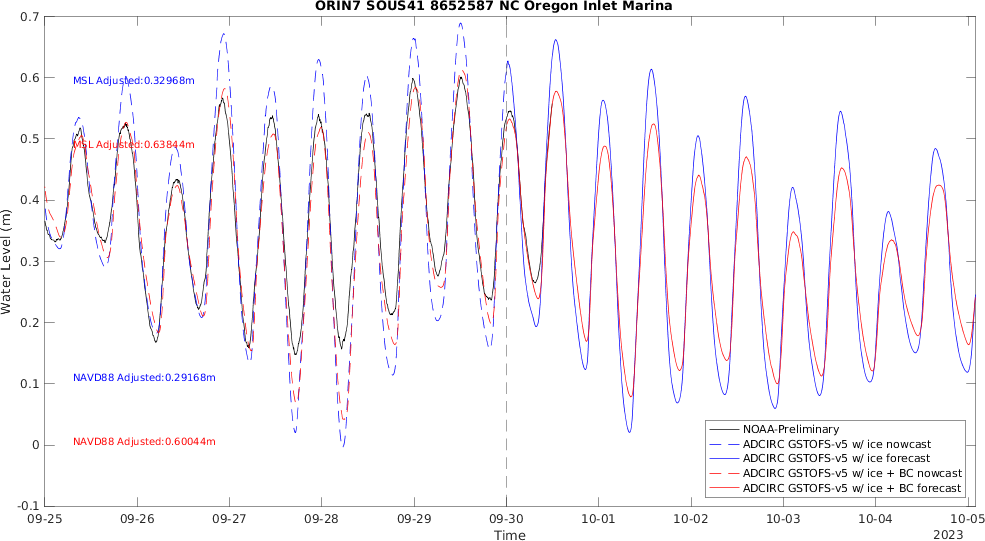 ORIN7 SOUS41 8652587 NC Oregon Inlet Marina
0.7
0.6
0.5
0.4
0.3
0.2
0.1
0
-0.1
Water Level (m)
MSL Adjusted:0.32968m
MSL Adjusted:0.63844m
NAVD88 Adjusted:0.29168m
NAVD88 Adjusted:0.60044m
NOAA-Preliminary
ADCIRC GSTOFS-v5 w/ ice nowcast
ADCIRC GSTOFS-v5 w/ ice forecast
ADCIRC GSTOFS-v5 w/ ice + BC nowcast
ADCIRC GSTOFS-v5 w/ ice + BC forecast
09-25 09-26 09-27 09-28 09-29 09-30 10-01 10-02 10-03 10-04 10-05
Time
2023